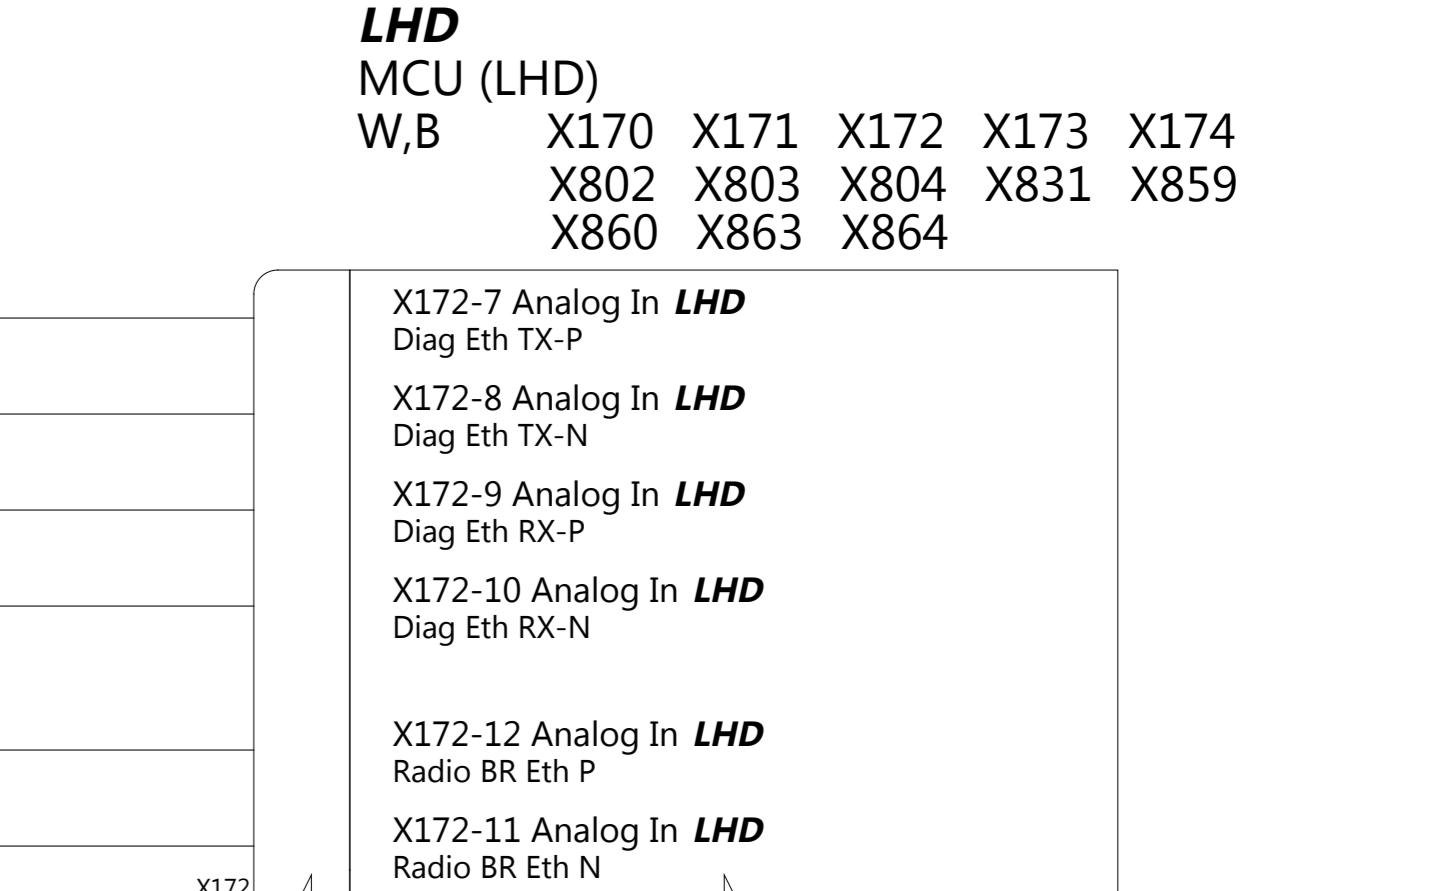 LHD
MCU (LHD)
W,B X170 X171 X172 X173 X174
X802 X803 X804 X831 X859
X860 X863 X864
X172-7 Analog In LHD
Diag Eth TX-P
X172-8 Analog In LHD
Diag Eth TX-N
X172-9 Analog In LHD
Diag Eth RX-P
X172-10 Analog In LHD
Diag Eth RX-N
X172-12 Analog In LHD
Radio BR Eth P
X172-11 Analog In LHD
Radio BR Eth N
X172